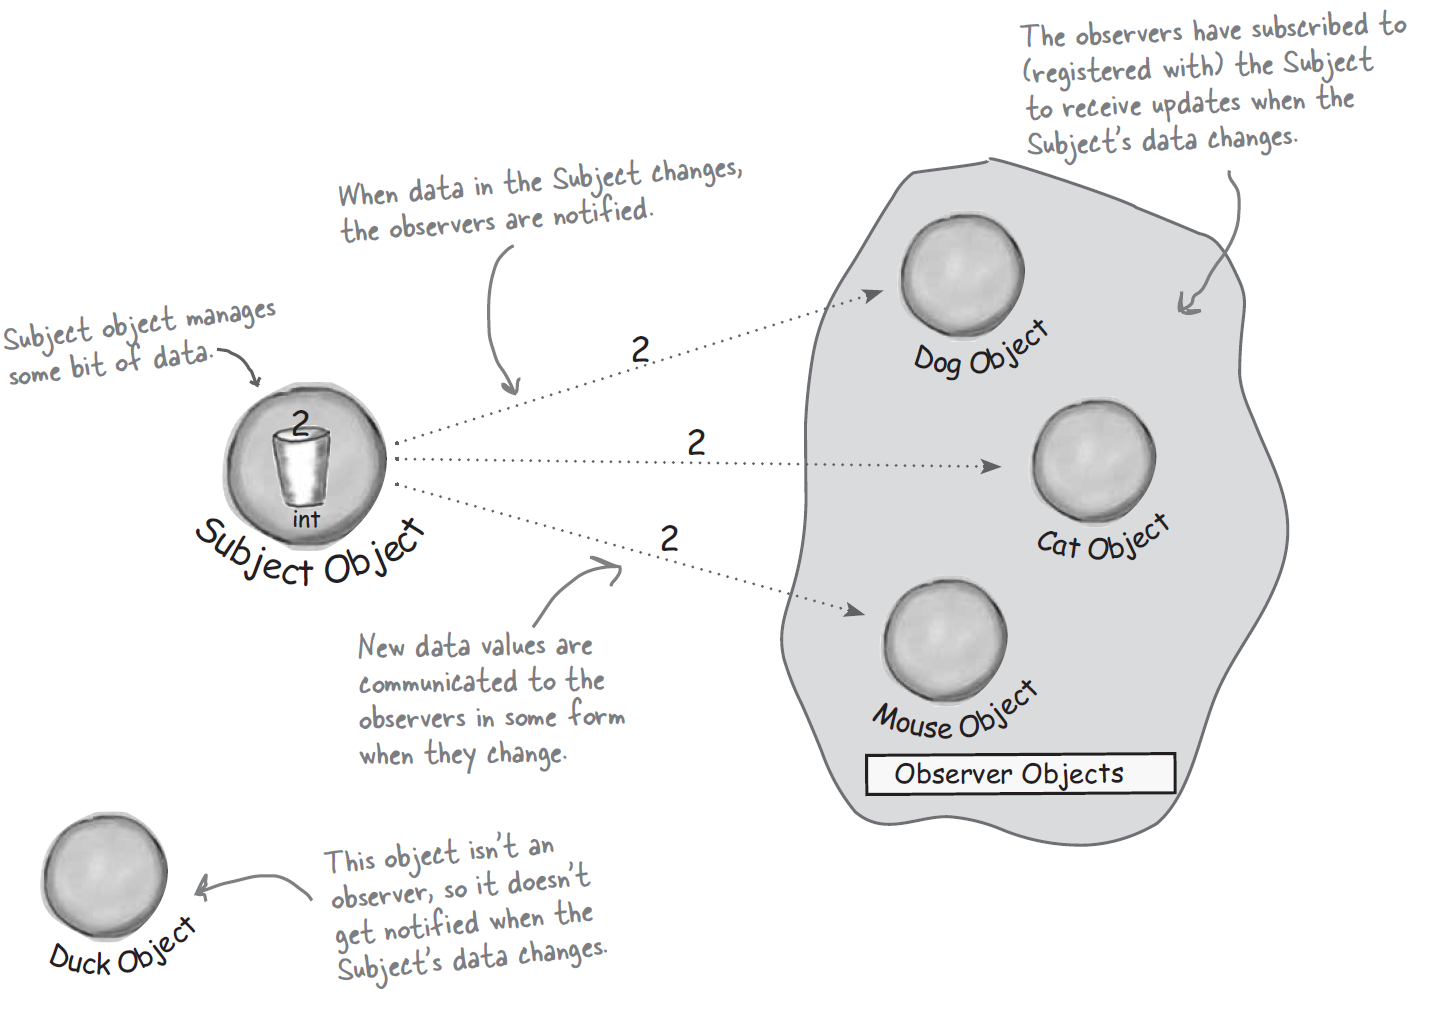 The observers have subscribed to
(registered with) the Subject
to receive updates when the
Subject's data changes.
When data in the Subject changes,
the observers are notified.
Subject object manages
some bit of data.
2
int
Subject Object
2
2
2
Dog Object
Cat Object
Mouse Object
Observer Objects
New data values are
communicated to the
observers in some form
when they change.
Duck Object
This object isn't an
observer, so it doesn't
get notified when the
Subject's data changes.